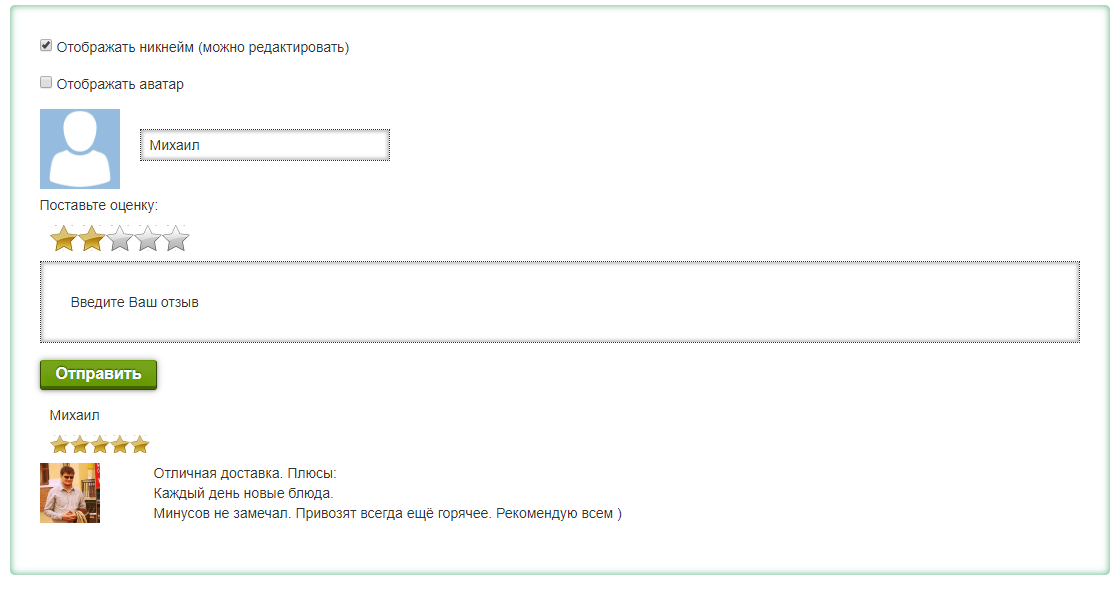 Отображать никнейм (можно редактировать)
Отображать аватар
Михаил
Поставьте оценку:
Введите Ваш отзыв
Отправить
Михаил
Отличная доставка. Плюсы:
Каждый день новые блюда.
Минусов не замечал. Привозят всегда ещё горячее. Рекомендую всем )